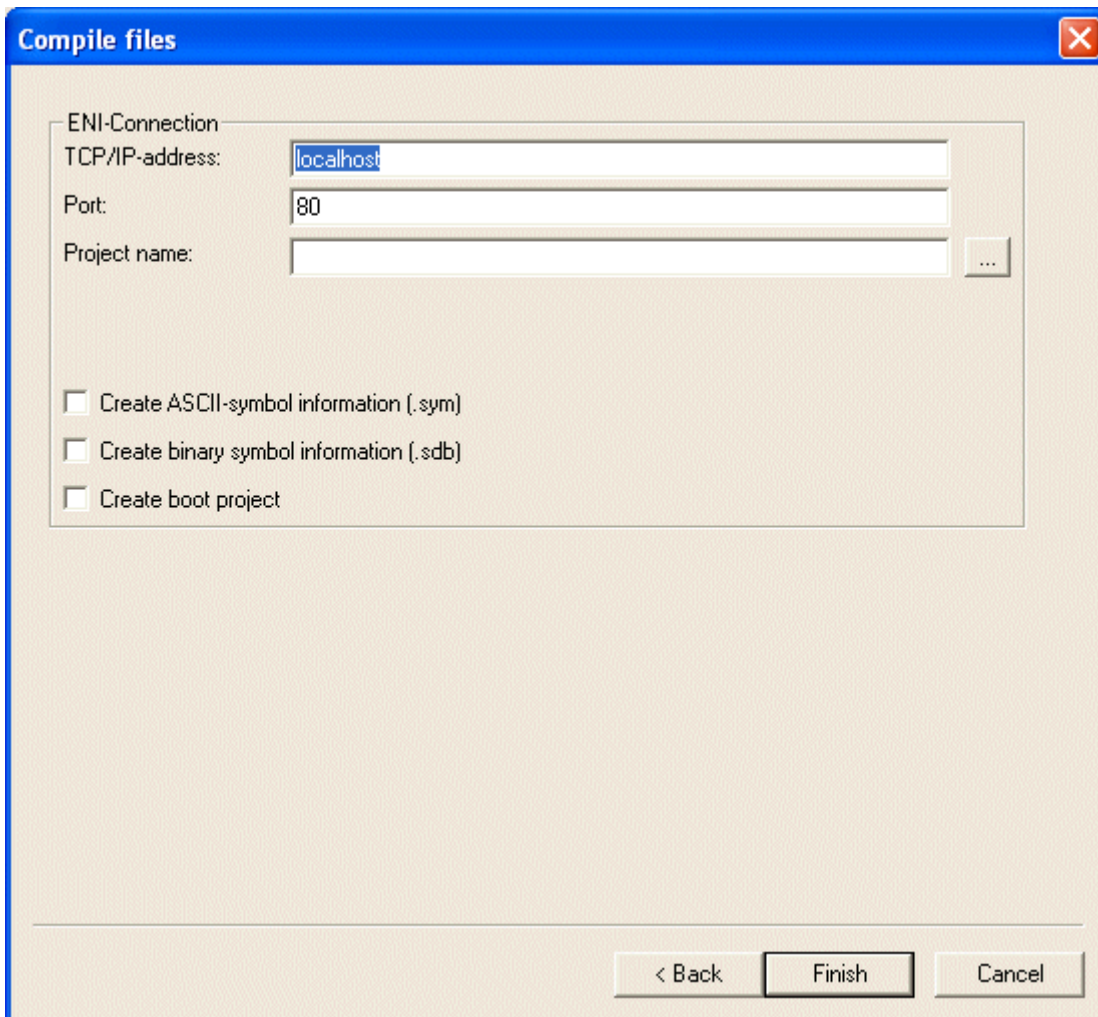 Compile files
ENI-Connection
TCP/IP-address: localhost
Port: 80
Project name: ...
Create ASCII-symbol information (.sym)
Create binary symbol information (.sdb)
Create boot project
< Back Finish Cancel